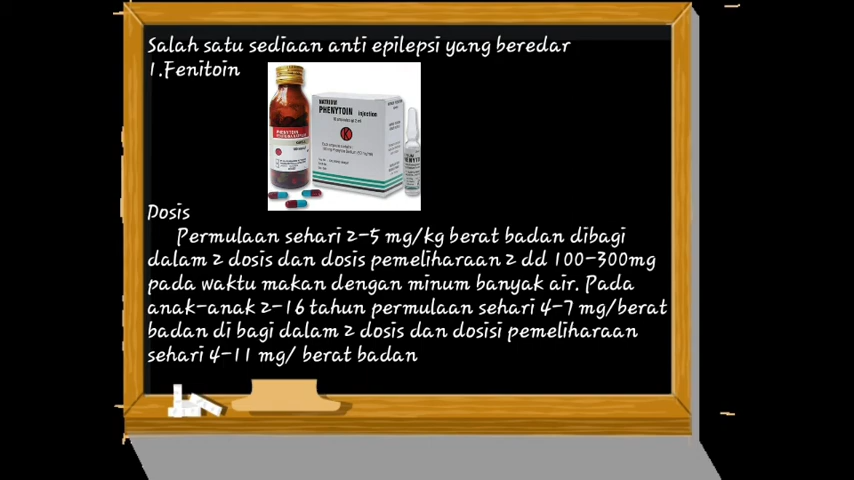 Salah satu sediaan anti epilepsi yang beredar
1.Fenitoin
PHENYTOIN
PHENYTOIN injection
Dosis
Permulaan sehari 2-5 mg/kg berat badan dibagi
dalam 2 dosis dan dosis pemeliharaan 2 dd 100-300mg
pada waktu makan dengan minum banyak air. Pada
anak-anak 2-16 tahun permulaan sehari 4-7 mg/berat
badan di bagi dalam 2 dosis dan dosisi pemeliharaan
sehari 4-11 mg/ berat badan